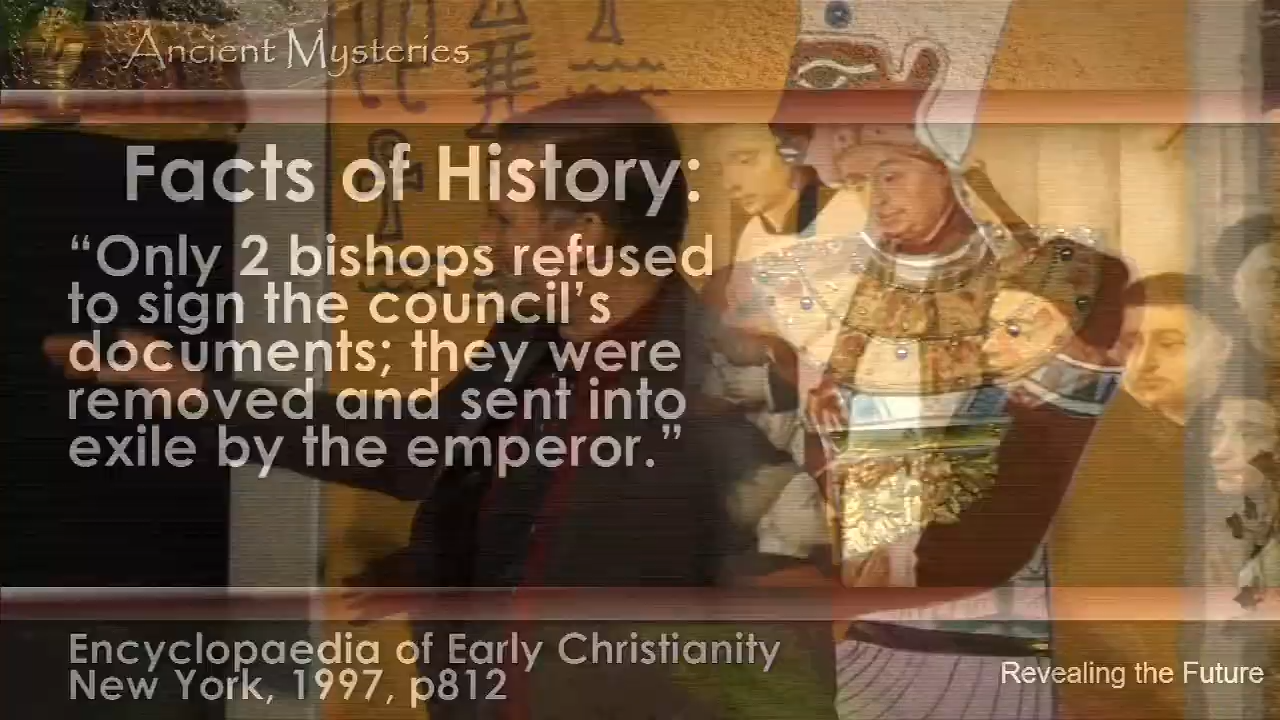 Ancient Mysteries
Facts of History:
“Only 2 bishops refused
to sign the council’s
documents; they were
removed and sent into
exile by the emperor.”
Encyclopaedia of Early Christianity
New York, 1997, p812
Revealing the Future